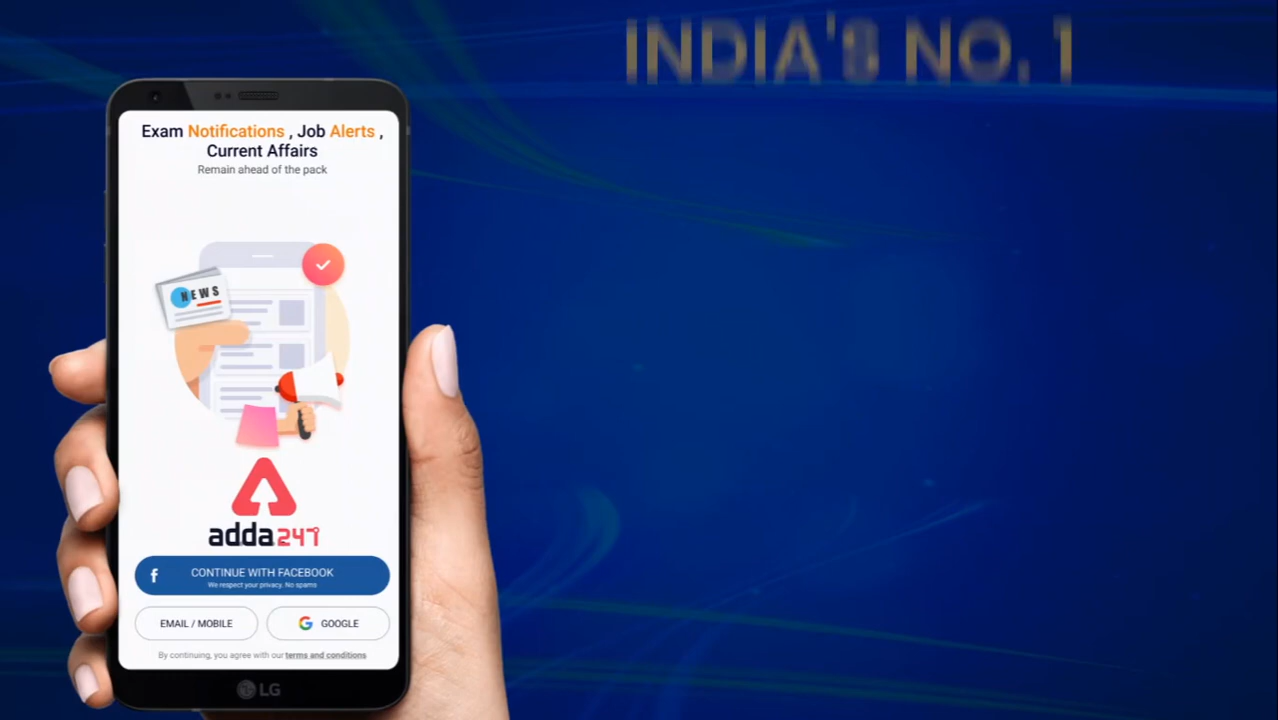 INDIA'S NO. 1
Exam Notifications , Job Alerts ,
Current Affairs
Remain ahead of the pack
NEWS
adda247
CONTINUE WITH FACEBOOK
We respect your privacy. No spams
EMAIL / MOBILE
GOOGLE
By continuing, you agree with our terms and conditions
LG